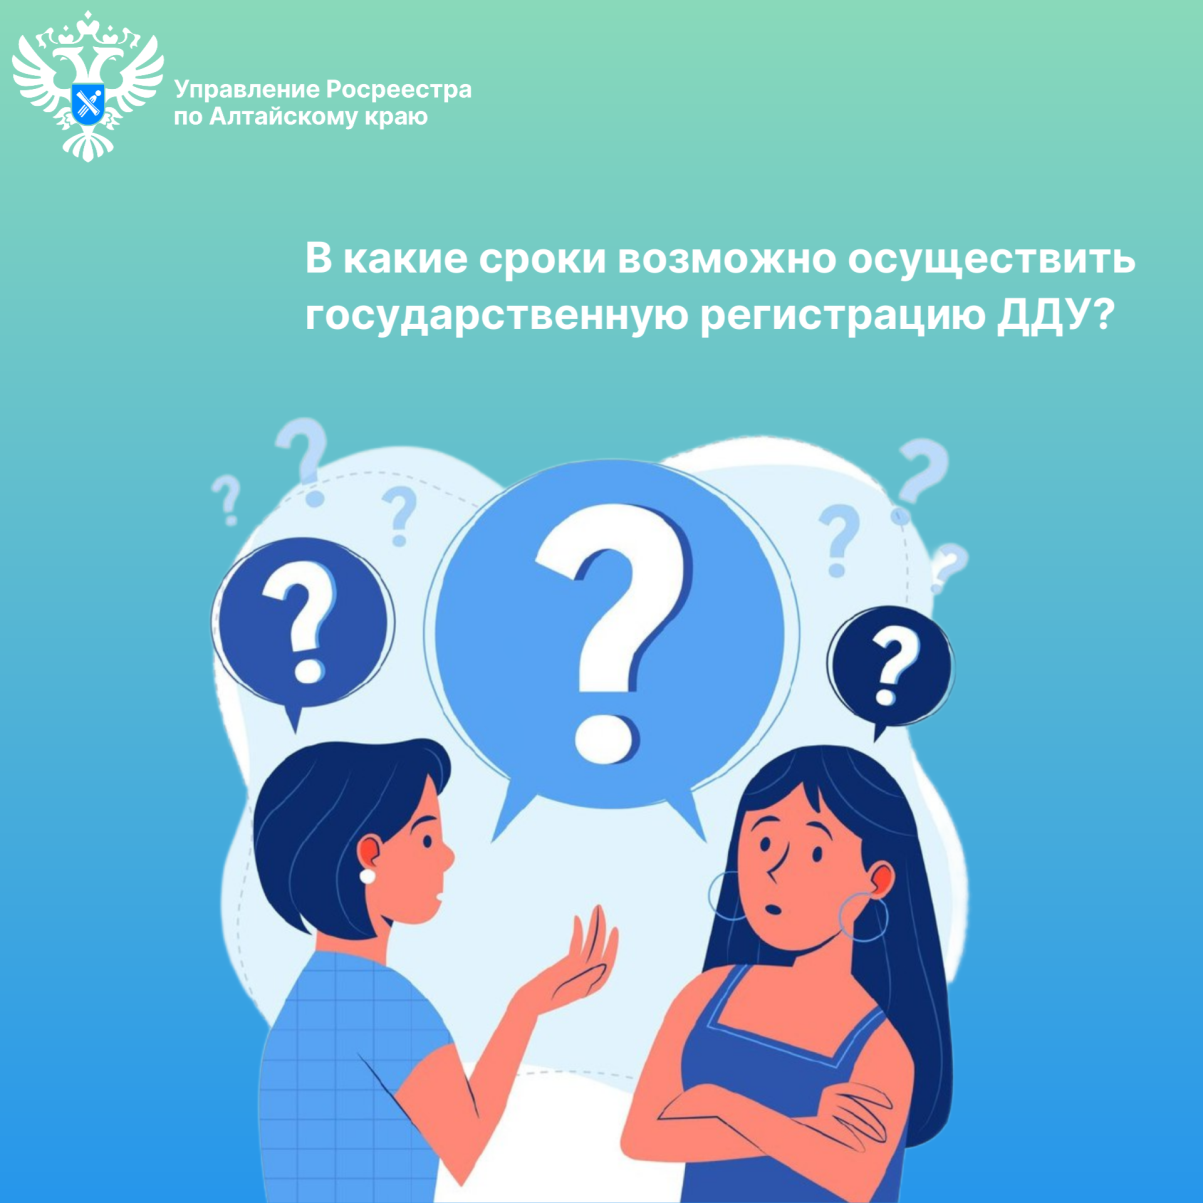 Управление Росреестра
по Алтайскому краю
В какие сроки возможно осуществить
государственную регистрацию ДДУ?